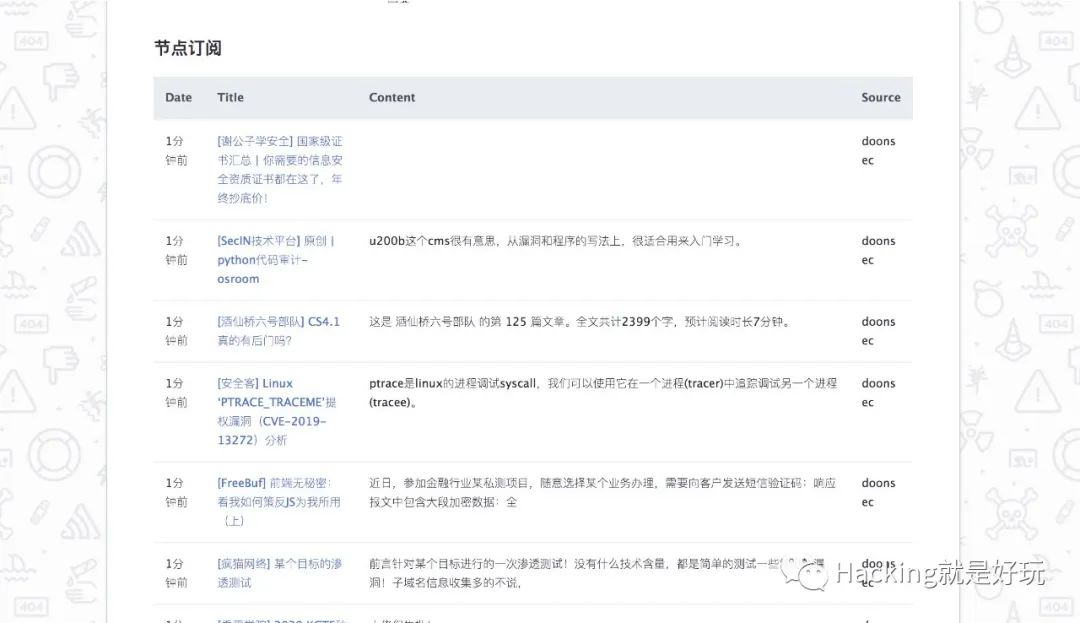 节点订阅
Date Title Content Source
1分 [谢公子学安全] 国家级证 doons
钟前 书汇总 | 你需要的信息安 ec
全资质证书都在这了，年
终抄底价！
1分 [SecIN技术平台] 原创 | u200b这个cms很有意思，从漏洞和程序的写法上，很适合用来入门学习。 doons
钟前 python代码审计- ec
osroom
1分 [酒仙桥六号部队] CS4.1 这是 酒仙桥六号部队 的第 125 篇文章。全文共计2399个字，预计阅读时长7分钟。 doons
钟前 真的有后门吗? ec
1分 [安全客] Linux ptrace是linux的进程调试syscall，我们可以使用它在一个进程(tracer)中追踪调试另一个进程 doons
钟前 ‘PTRACE_TRACEME’提 (tracee)。 ec
权漏洞（CVE-2019-
13272）分析
1分 [FreeBuf] 前端无秘密： 近日，参加金融行业某私测项目，随意选择某个业务办理，需要向客户发送短信验证码：响应 doons
钟前 看我如何策反JS为我所用 报文中包含大段加密数据：全 ec
（上）
1分 [疯猫网络] 某个目标的渗 前言针对某个目标进行的一次渗透测试！没有什么技术含量，都是简单的测试一些 doons
钟前 透测试 洞！子域名信息收集多的不说， ec
Hacking就是好玩
404
404
404
404
404
404